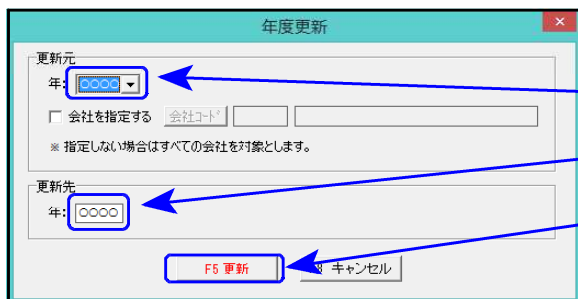 年度更新
更新元
年: ○○○○
会社を指定する 会社コード
※ 指定しない場合はすべての会社を対象とします。
更新先
年: ○○○○
F5 更新
キャンセル